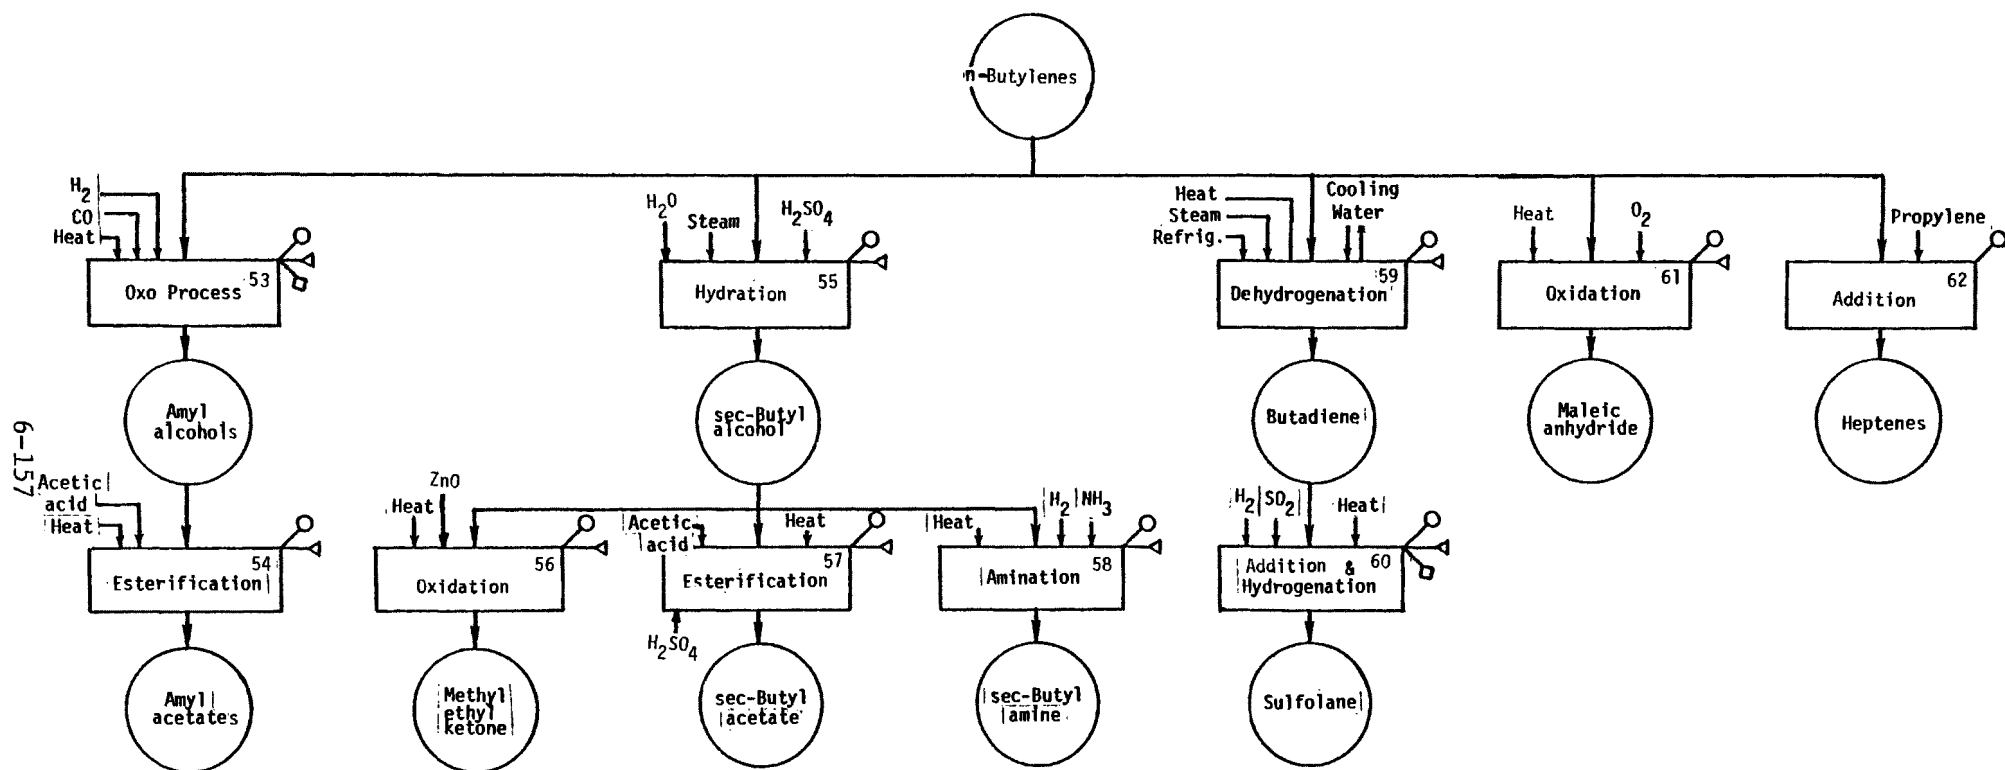 n-Butylenes
H2
CO
Heat
Oxo Process
53
H2O
Steam
H2SO4
Hydration
55
Heat
Steam
Refrig.
Cooling
Water
Dehydrogenation
59
Heat
O2
Oxidation
61
Propylene
Addition
62
Amyl
alcohols
sec-Butyl
alcohol
Butadiene
Maleic
anhydride
Heptenes
6-157
Acetic
acid
Heat
Esterification
54
Heat
ZnO
Oxidation
56
Acetic
acid
Heat
Esterification
57
H2SO4
Heat
H2
NH3
Amination
58
H2
SO2
Heat
Addition &
Hydrogenation
60
Amyl
acetates
Methyl
ethyl
ketone
sec-Butyl
acetate
sec-Butyl
amine
Sulfolane